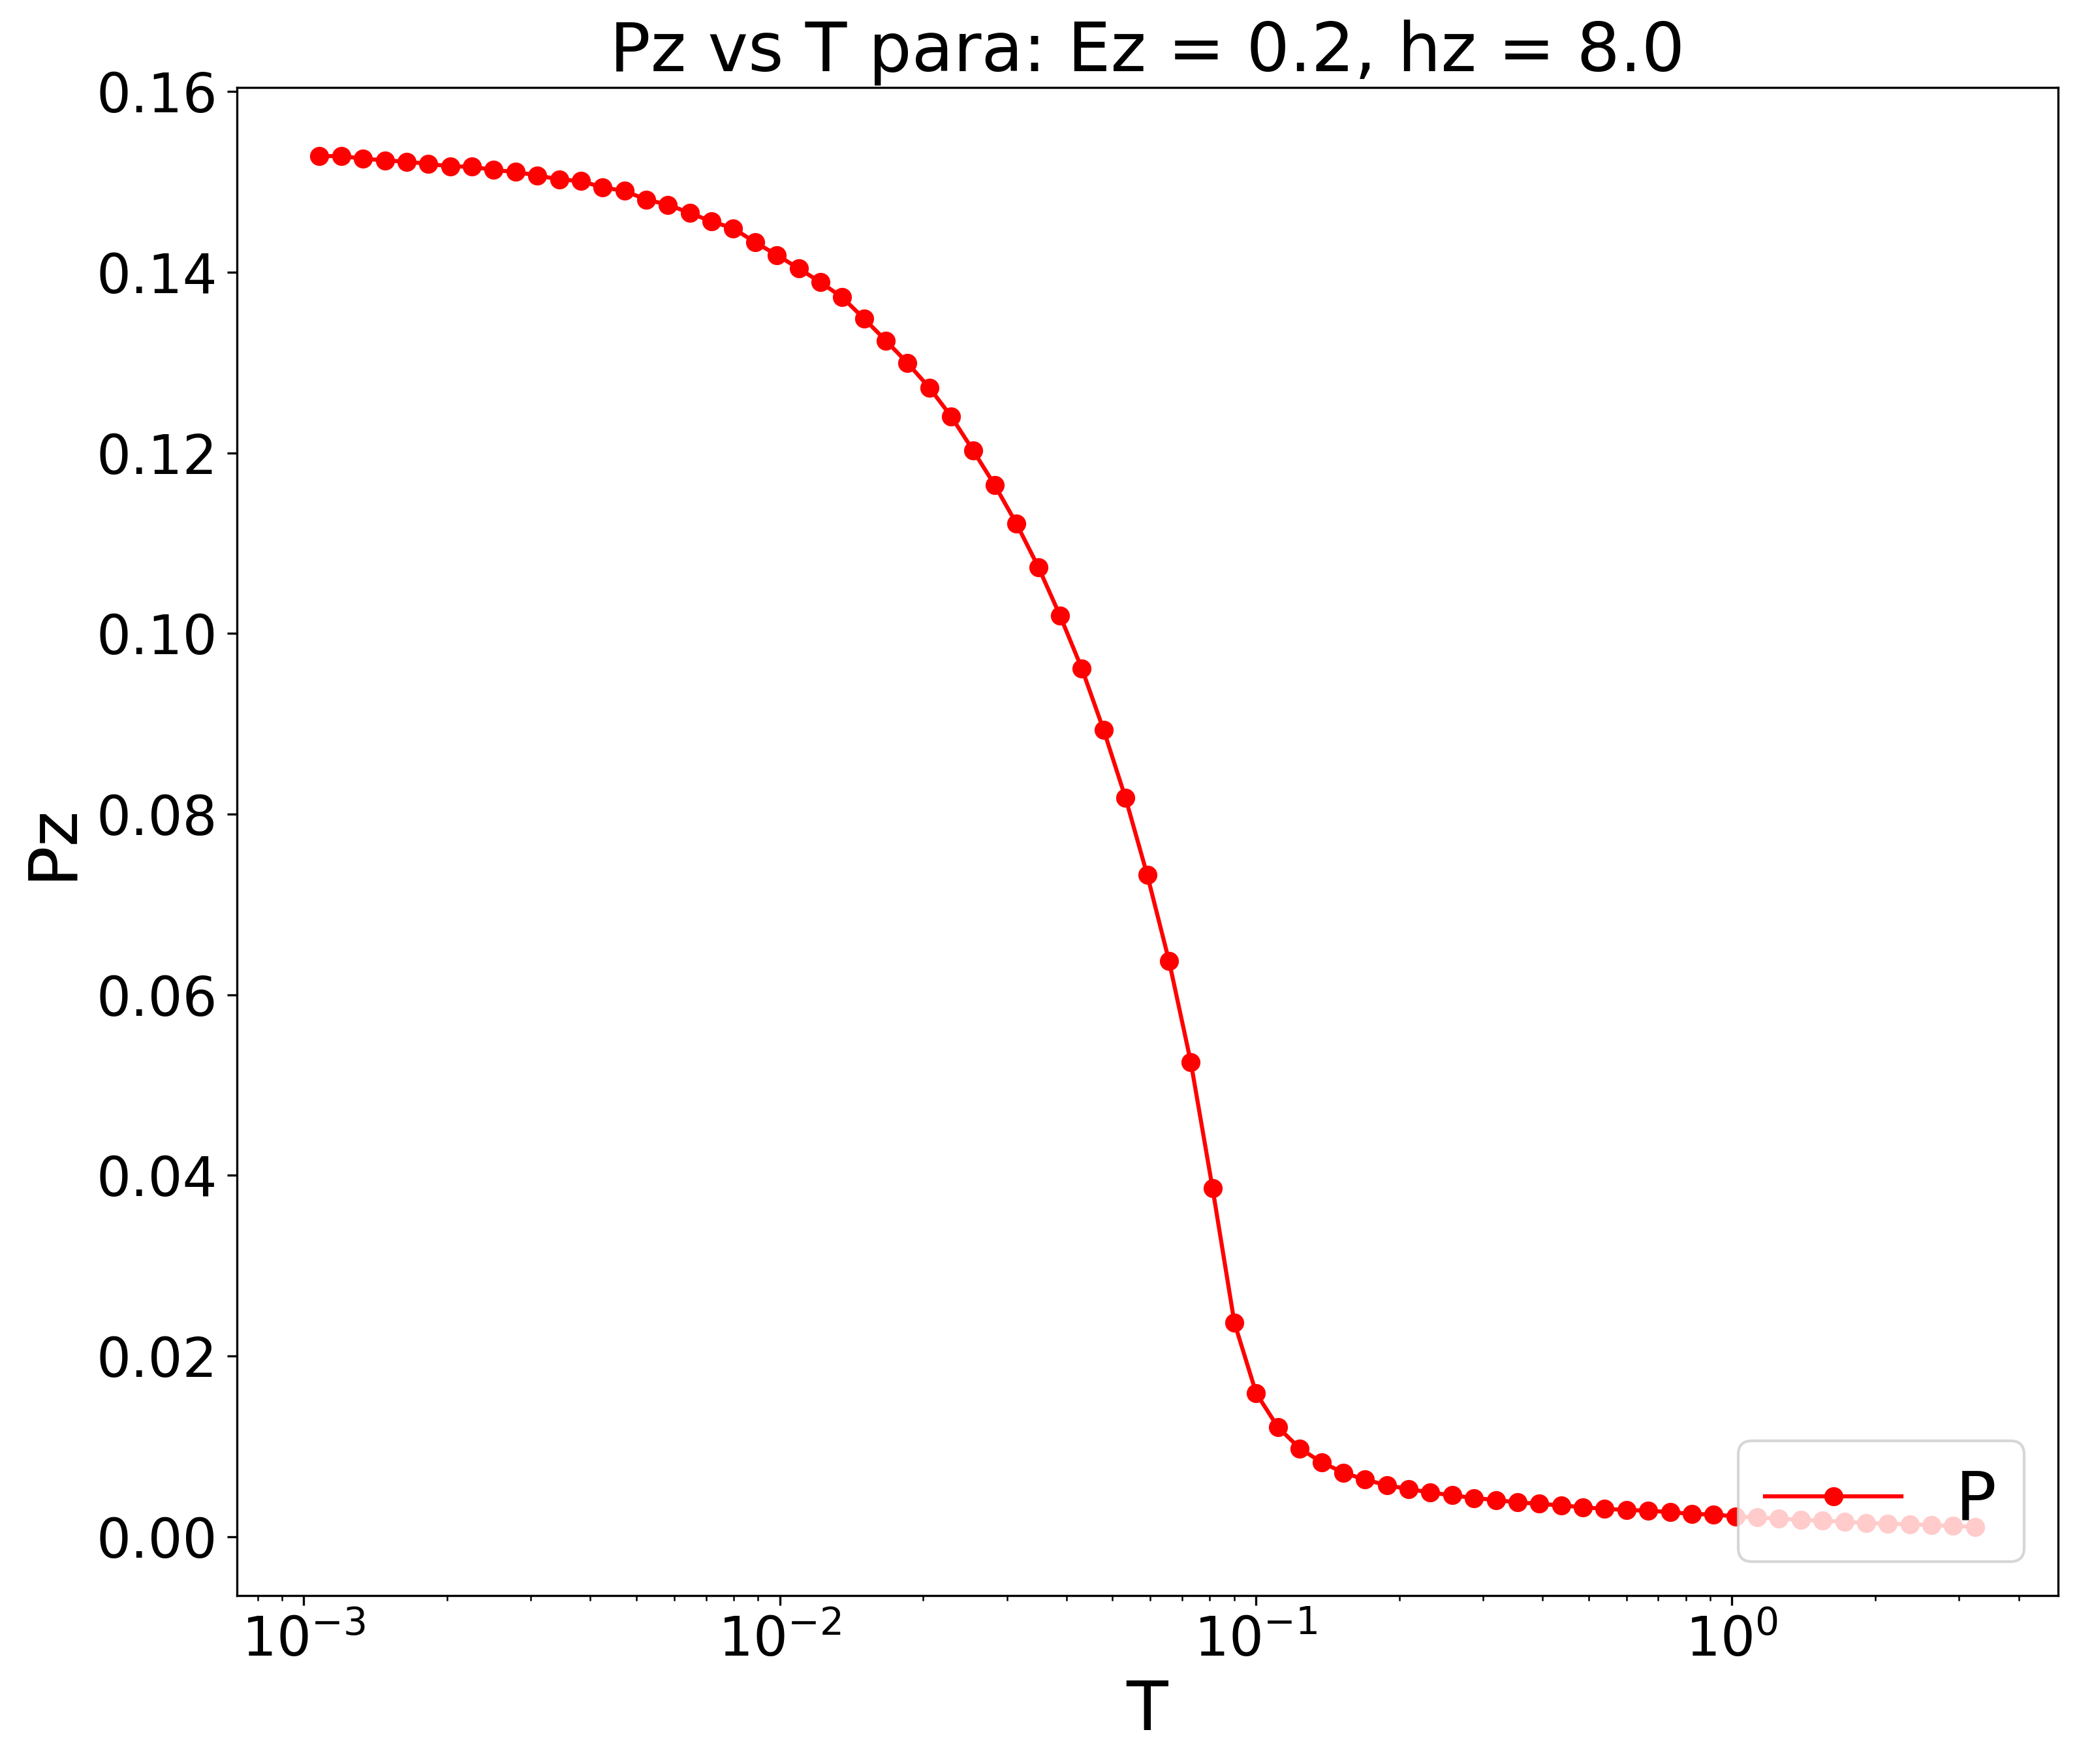 Pz vs T para: Ez = 0.2, hz = 8.0
0.16
0.14
0.12
0.10
0.08
0.06
0.04
0.02
0.00
Pz
P
10⁻³ 10⁻² 10⁻¹ 10⁰
T